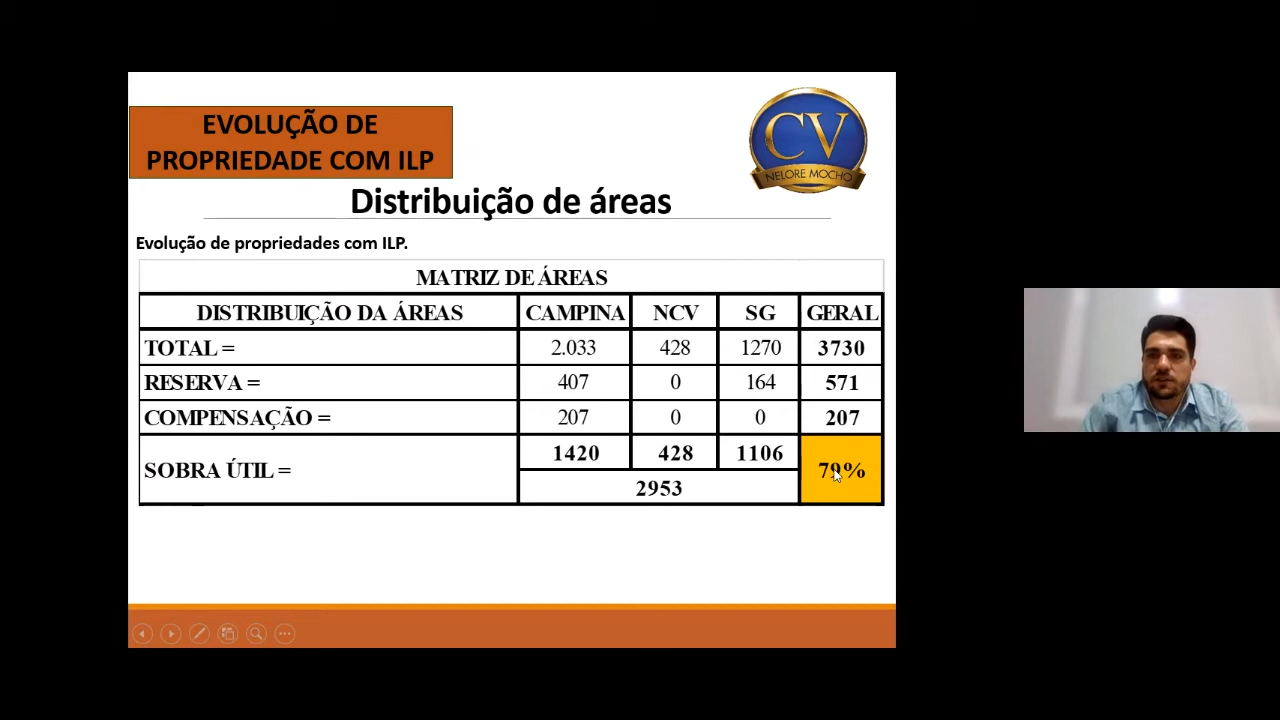 EVOLUÇÃO DE
PROPRIEDADE COM ILP
CV
NELORE MOCHO
Distribuição de áreas
Evolução de propriedades com ILP.
MATRIZ DE ÁREAS
DISTRIBUIÇÃO DA ÁREAS CAMPINA NCV SG GERAL
TOTAL = 2.033 428 1270 3730
RESERVA = 407 0 164 571
COMPENSAÇÃO = 207 0 0 207
SOBRA ÚTIL = 1420 428 1106 79%
2953